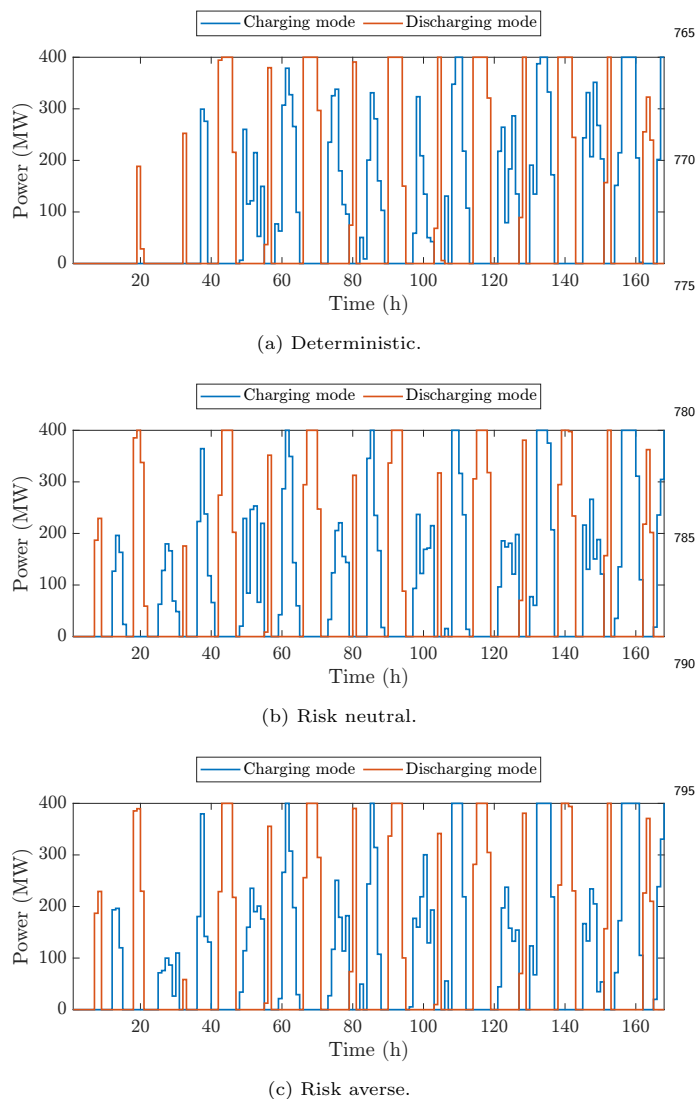 Charging mode Discharging mode
765
400
300
200
100
0
Power (MW)
770
775
20 40 60 80 100 120 140 160
Time (h)
(a) Deterministic.
780
Charging mode Discharging mode
400
300
200
100
0
Power (MW)
785
790
20 40 60 80 100 120 140 160
Time (h)
(b) Risk neutral.
795
Charging mode Discharging mode
400
300
200
100
0
Power (MW)
20 40 60 80 100 120 140 160
Time (h)
(c) Risk averse.